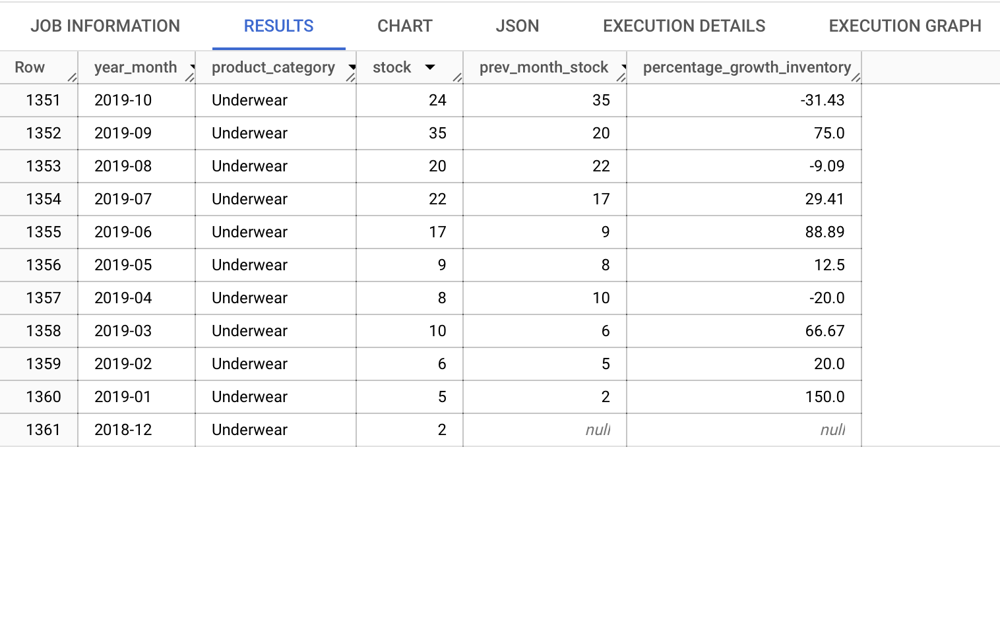 JOB INFORMATION RESULTS CHART JSON EXECUTION DETAILS EXECUTION GRAPH
Row year_month product_category stock prev_month_stock percentage_growth_inventory
1351 2019-10 Underwear 24 35 -31.43
1352 2019-09 Underwear 35 20 75.0
1353 2019-08 Underwear 20 22 -9.09
1354 2019-07 Underwear 22 17 29.41
1355 2019-06 Underwear 17 9 88.89
1356 2019-05 Underwear 9 8 12.5
1357 2019-04 Underwear 8 10 -20.0
1358 2019-03 Underwear 10 6 66.67
1359 2019-02 Underwear 6 5 20.0
1360 2019-01 Underwear 5 2 150.0
1361 2018-12 Underwear 2 null null